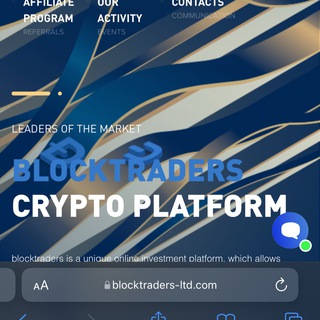 AFFILIATE OUR CONTACTS
PROGRAM ACTIVITY COMMUNICATION
REFERRALS EVENTS
LEADERS OF THE MARKET
BLOCKTRADERS
CRYPTO PLATFORM
blocktraders is a unique online investment platform, which allows
AA blocktraders-ltd.com